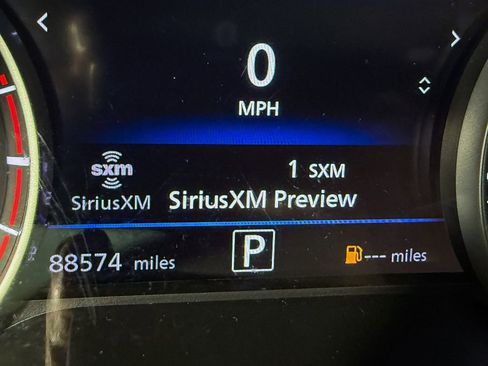 0
MPH
sxm 1 SXM
SiriusXM SiriusXM Preview
88574 miles P --- miles